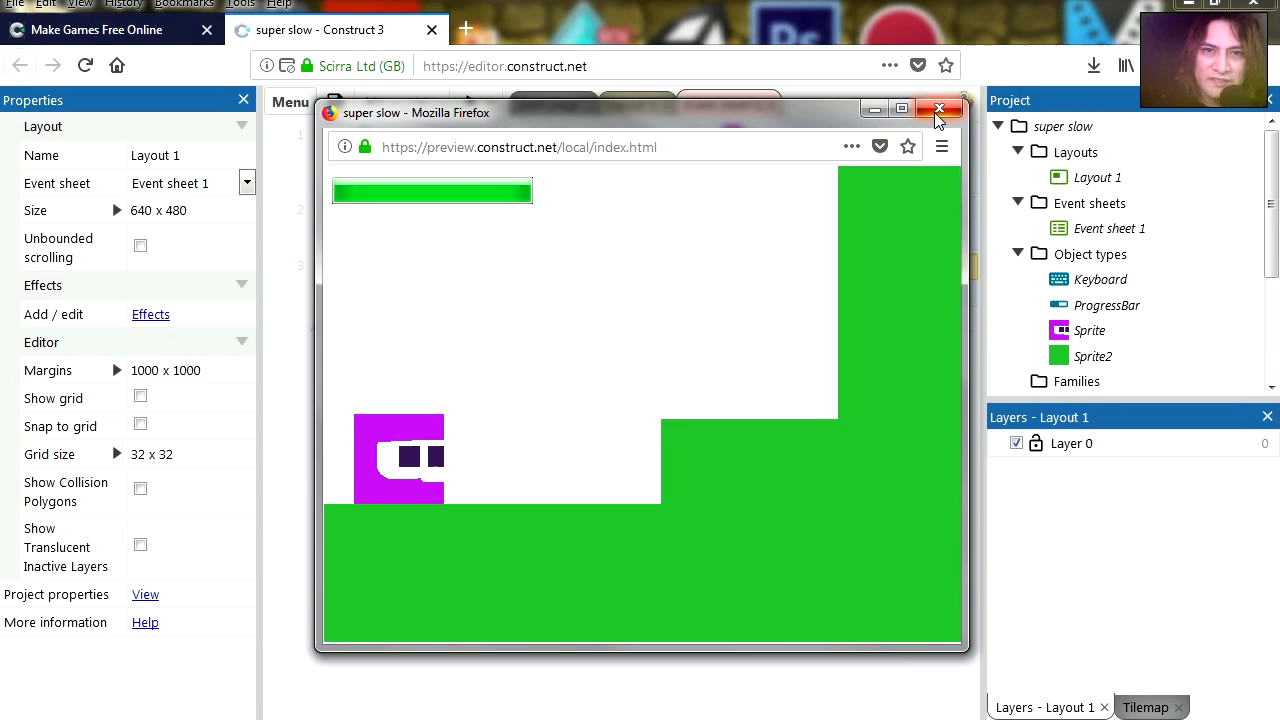 File Edit View History Bookmarks Tools Help
Make Games Free Online
super slow - Construct 3
Scirra Ltd (GB) https://editor.construct.net
Properties
Layout
Name Layout 1
Event sheet Event sheet 1
Size 640 x 480
Unbounded
scrolling
Effects
Add / edit Effects
Editor
Margins 1000 x 1000
Show grid
Snap to grid
Grid size 32 x 32
Show Collision
Polygons
Show
Translucent
Inactive Layers
Project properties View
More information Help
Menu
1
2
3
super slow - Mozilla Firefox
https://preview.construct.net/local/index.html
Ps
Project
super slow
Layouts
Layout 1
Event sheets
Event sheet 1
Object types
Keyboard
ProgressBar
Sprite
Sprite2
Families
Layers - Layout 1
Layer 0 0
Layers - Layout 1 Tilemap